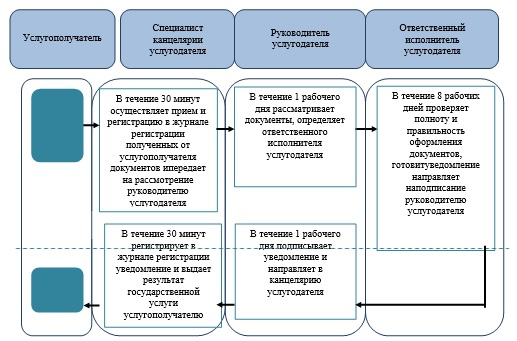 Услугополучатель
Специалист
канцелярии
услугодателя
Руководитель
услугодателя
Ответственный
исполнитель
услугодателя
В течение 30 минут
осуществляет прием и
регистрацию в журнале
регистрации
полученных от
услугополучателя
документов ипередает
на рассмотрение
руководителю
услугодателя
В течение 1 рабочего
дня рассматривает
документы, определяет
ответственного
исполнителя
услугодателя
В течение 8 рабочих
дней проверяет
полноту и
правильность
оформления
документов,
готовитуведомление
направляет
наподписание
руководителю
услугодателя
В течение 30 минут
регистрирует в
журнале регистрации
уведомление и выдает
результат
государственной
услуги
услугополучателю
В течение 1 рабочего
дня подписывает
уведомление и
направляет в
канцелярию
услугодателя